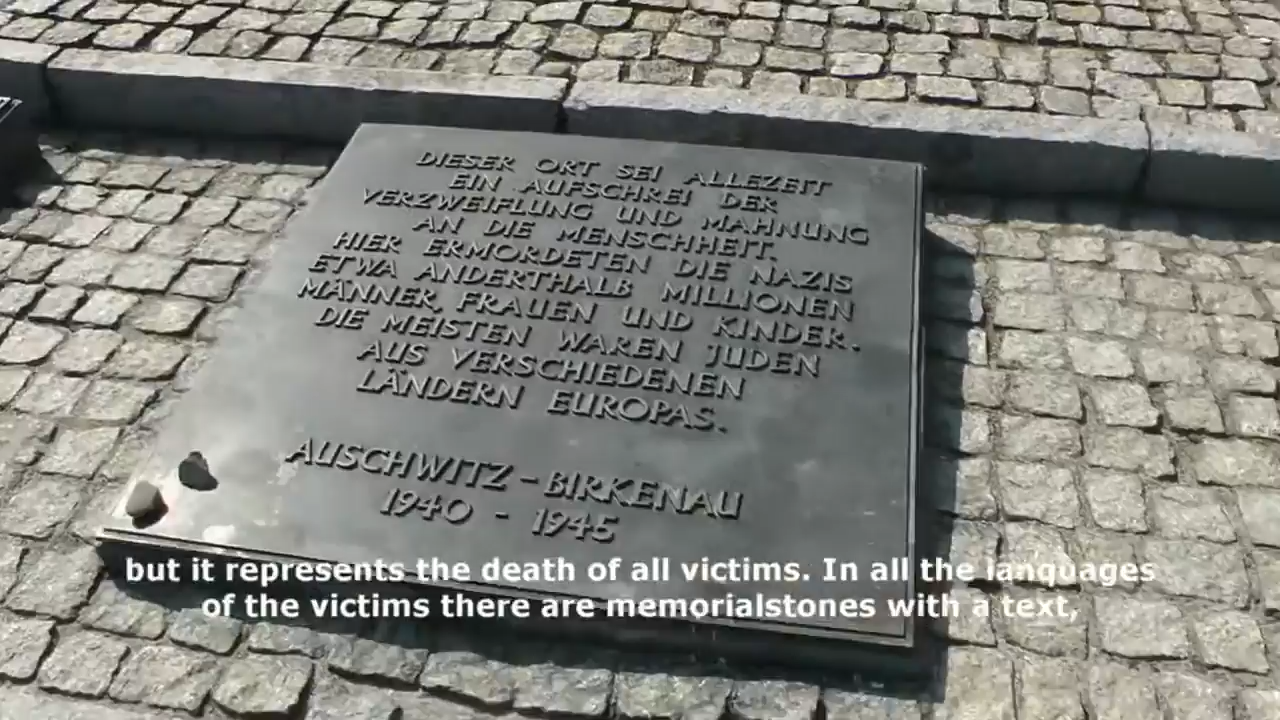 DIESER ORT SEI ALLEZEIT
EIN AUFSCHREI DER
VERZWEIFLUNG UND MAHNUNG
AN DIE MENSCHHEIT.
HIER ERMORDETEN DIE NAZIS
ETWA ANDERTHALB MILLIONEN
MÄNNER, FRAUEN UND KINDER.
DIE MEISTEN WAREN JUDEN
AUS VERSCHIEDENEN
LÄNDERN EUROPAS.
AUSCHWITZ - BIRKENAU
1940 - 1945
but it represents the death of all victims. In all the languages
of the victims there are memorialstones with a text,